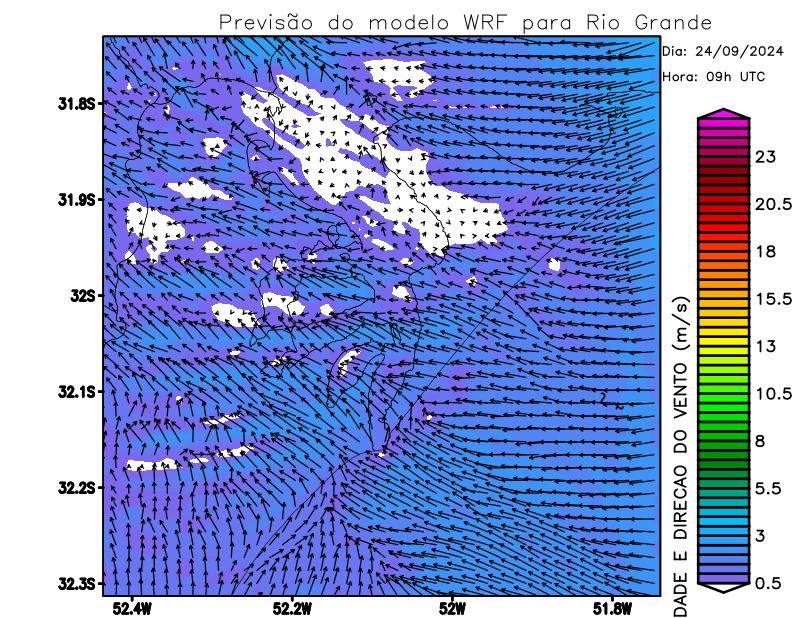 Previsão do modelo WRF para Rio Grande
Dia: 24/09/2024
Hora: 09h UTC
31.8S
31.9S
32S
32.1S
32.2S
32.3S
52.4W
52.2W
52W
51.8W
23
20.5
18
15.5
13
10.5
8
5.5
3
0.5
DADE E DIRECAO DO VENTO (m/s)